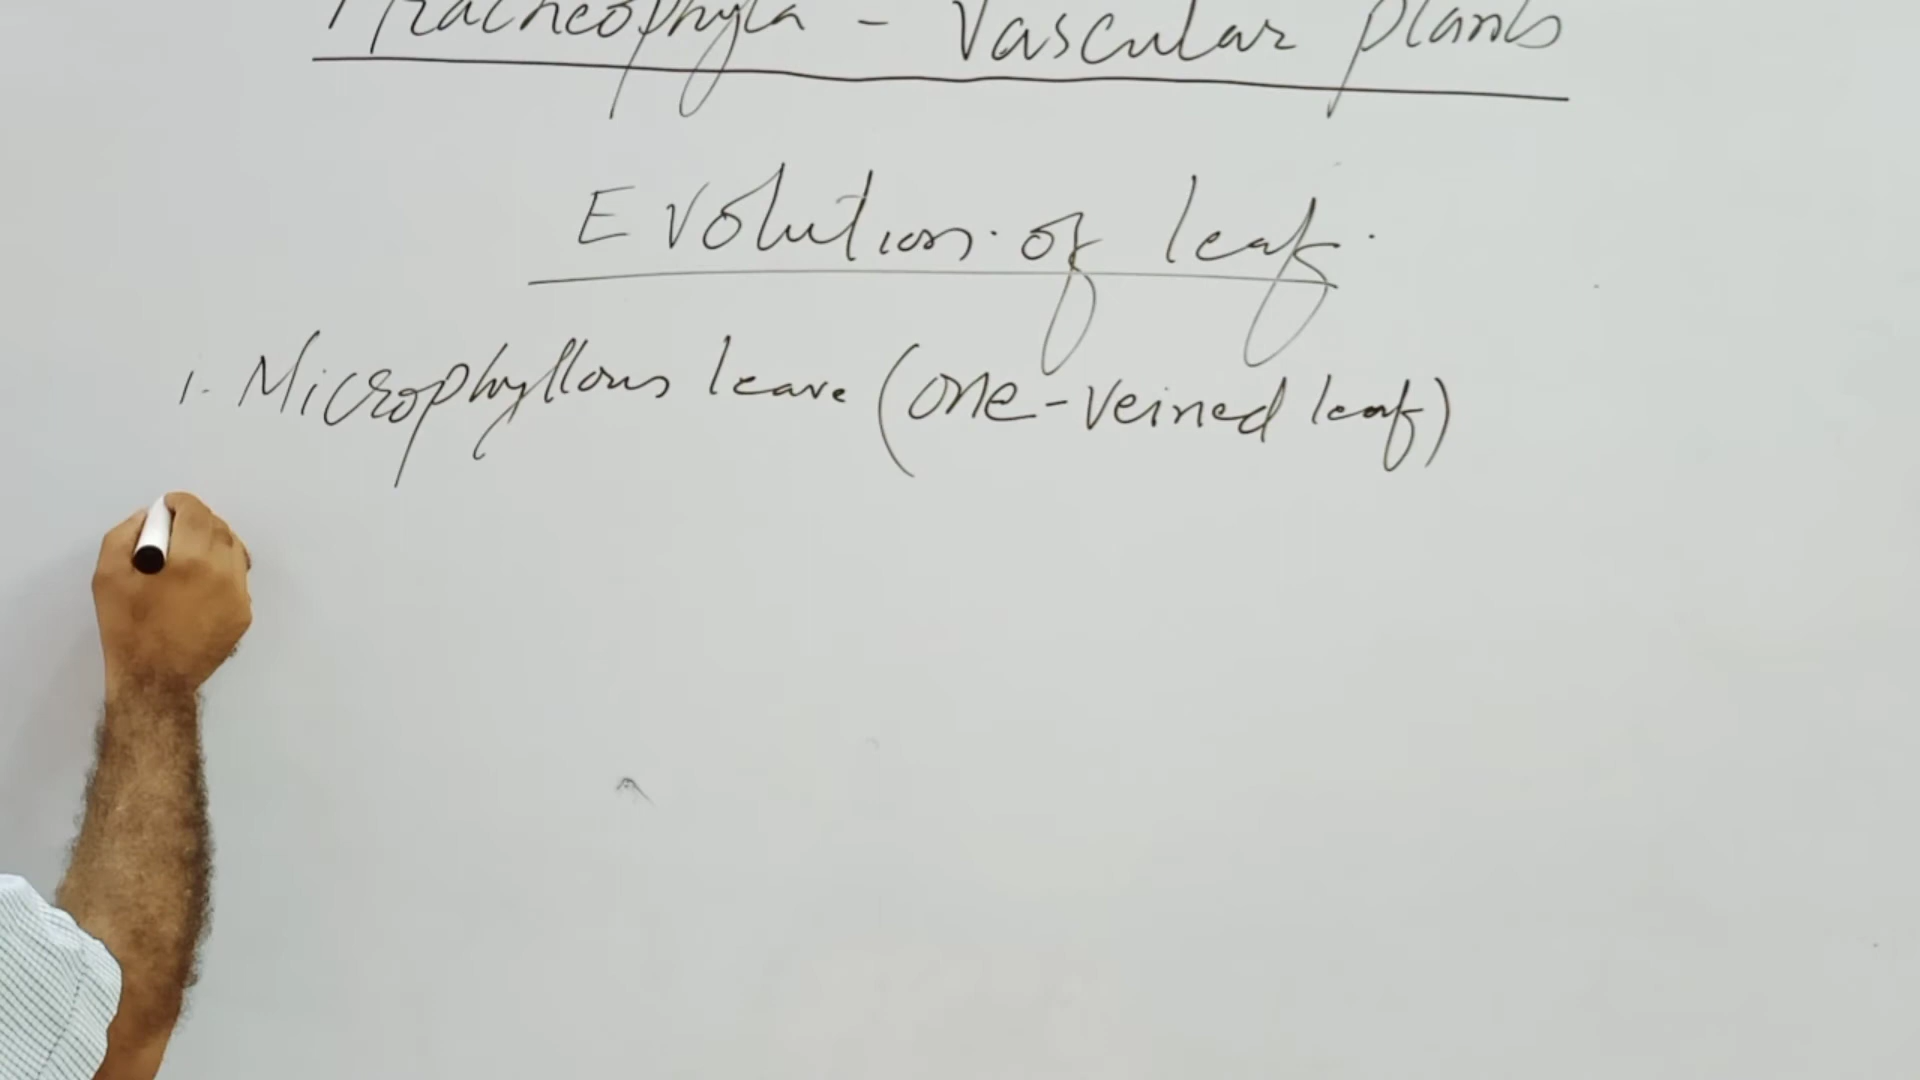 Tracheophyta - Vascular plants
Evolution of leaf.
1. Microphyllous leave (one-veined leaf)